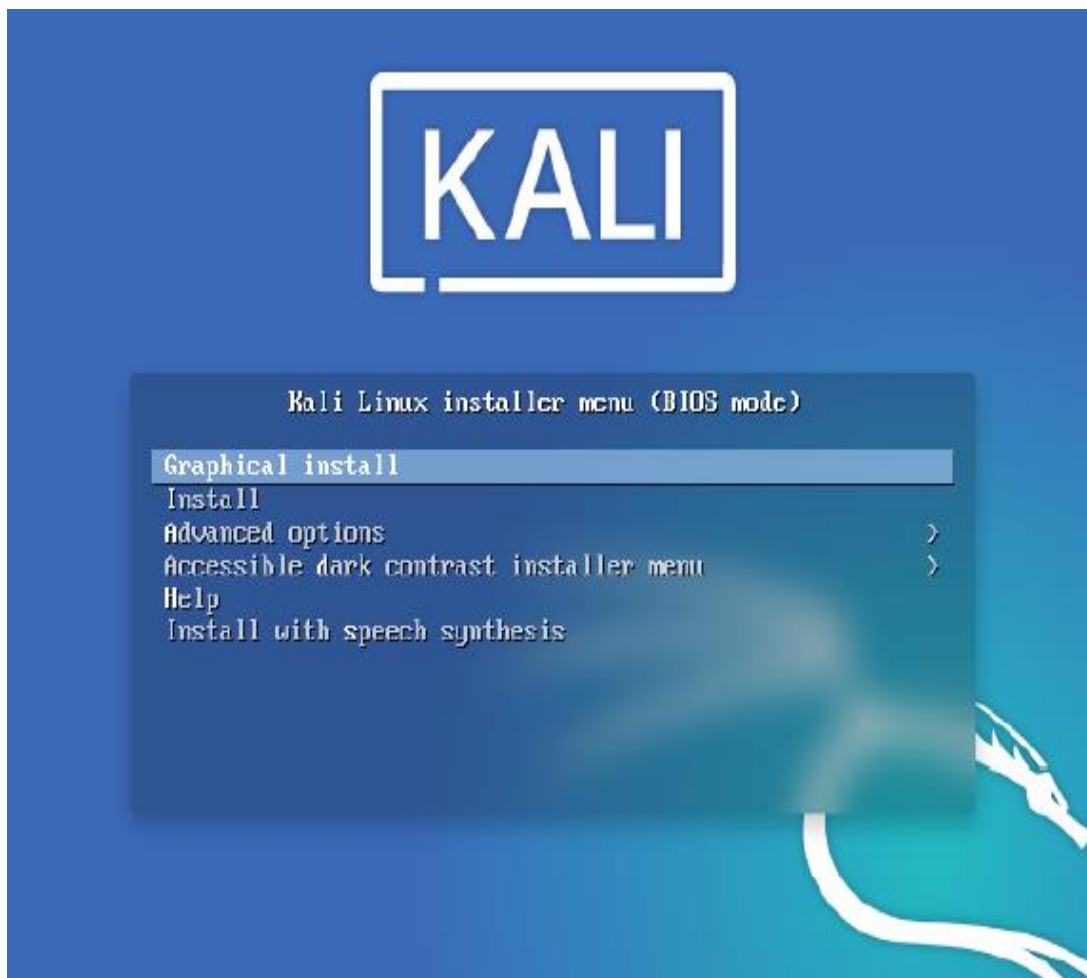 KALI
Kali Linux installer menu (BIOS mode)
Graphical install
Install
Advanced options >
Accessible dark contrast installer menu >
Help
Install with speech synthesis